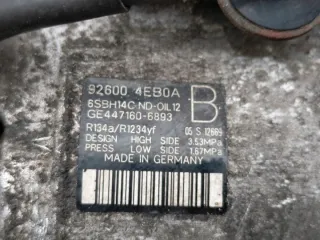 92600 4EB0A
6SBH14C ND-OIL12 B
GE447160-6893
R134a/R1234yf 05 S 12693
DESIGN HIGH SIDE 3.53MPa
PRESS LOW SIDE 1.67MPa
MADE IN GERMANY